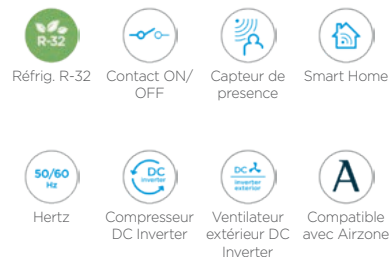 R-32
Réfrig. R-32
Contact ON/
OFF
Capteur de
presence
Smart Home
50/60
Hz
Hertz
DC
Inverter
Compresseur
DC Inverter
DC
inverter
exterior
Ventilateur
extérieur DC
Inverter
A
Compatible
avec Airzone